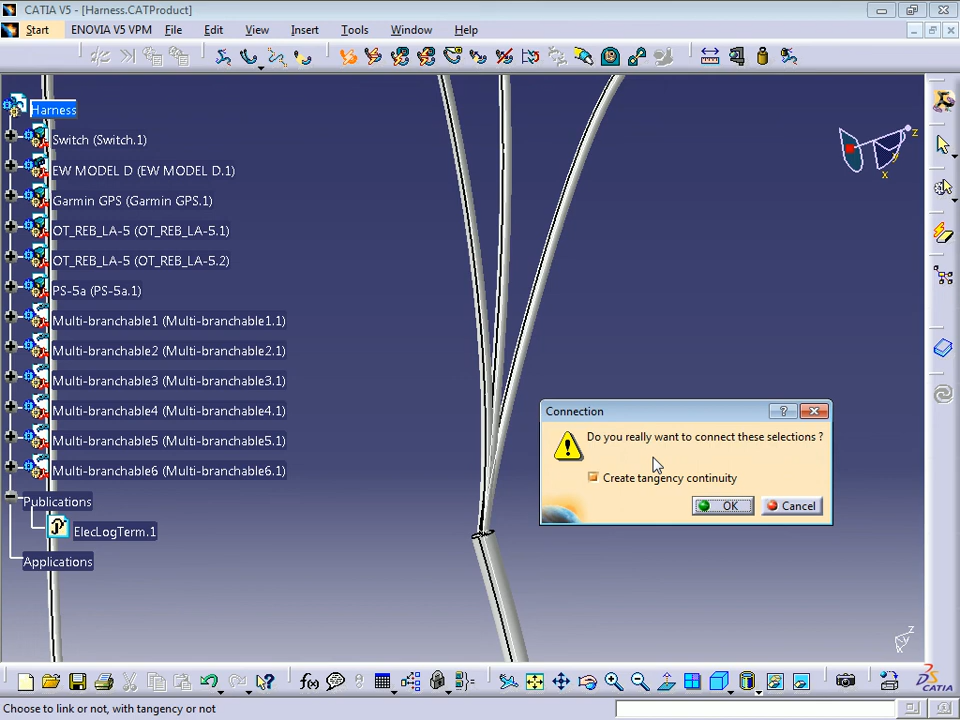 CATIA V5 - [Harness.CATProduct]
Start ENOVIA V5 VPM File Edit View Insert Tools Window Help
Harness
Switch (Switch.1)
EW MODEL D (EW MODEL D.1)
Garmin GPS (Garmin GPS.1)
OT_REB_LA-5 (OT_REB_LA-5.1)
OT_REB_LA-5 (OT_REB_LA-5.2)
PS-5a (PS-5a.1)
Multi-branchable1 (Multi-branchable1.1)
Multi-branchable2 (Multi-branchable2.1)
Multi-branchable3 (Multi-branchable3.1)
Multi-branchable4 (Multi-branchable4.1)
Multi-branchable5 (Multi-branchable5.1)
Multi-branchable6 (Multi-branchable6.1)
Publications
ElecLogTerm.1
Applications
z
y
x
Connection
Do you really want to connect these selections ?
Create tangency continuity
OK Cancel
z
y
x
f(x)
CATIA
Choose to link or not, with tangency or not